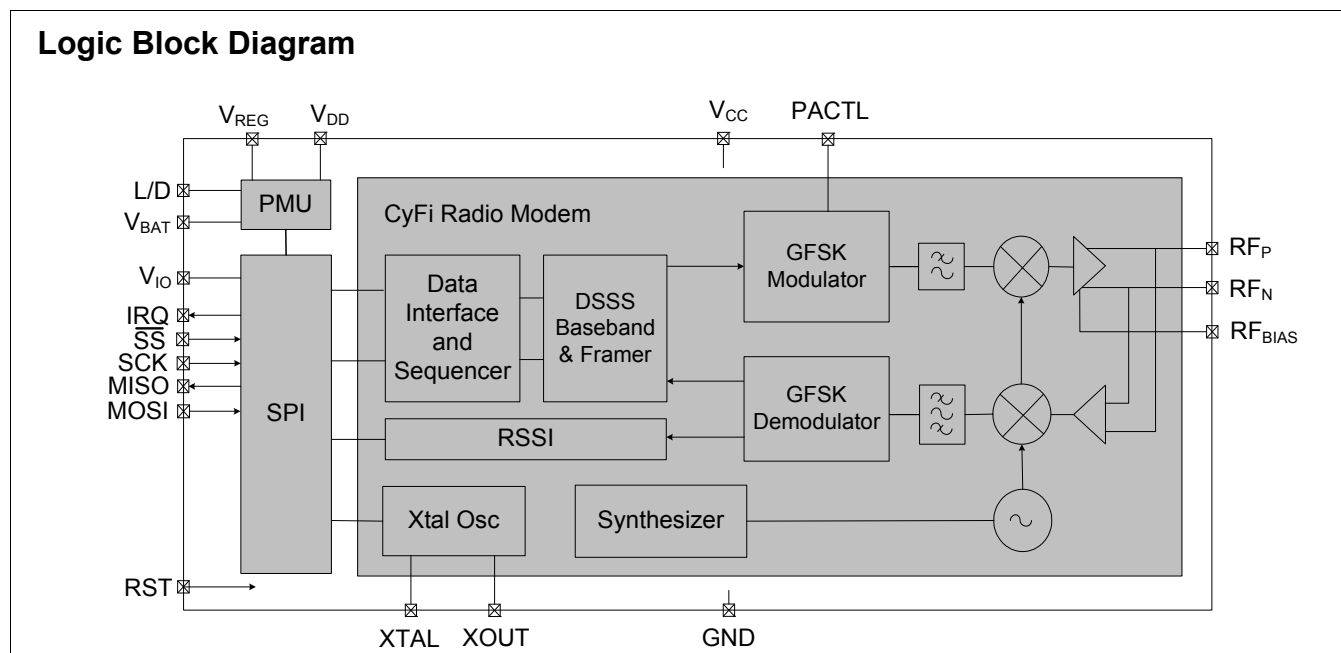 Logic Block Diagram
VREG
VDD
VCC
PACTL
L/D
VBAT
PMU
CyFi Radio Modem
VIO
IRQ
SS
SCK
MISO
MOSI
SPI
Data
Interface
and
Sequencer
DSSS
Baseband
& Framer
GFSK
Modulator
RFP
RFN
RFBIAS
GFSK
Demodulator
RSSI
Xtal Osc
Synthesizer
RST
XTAL
XOUT
GND